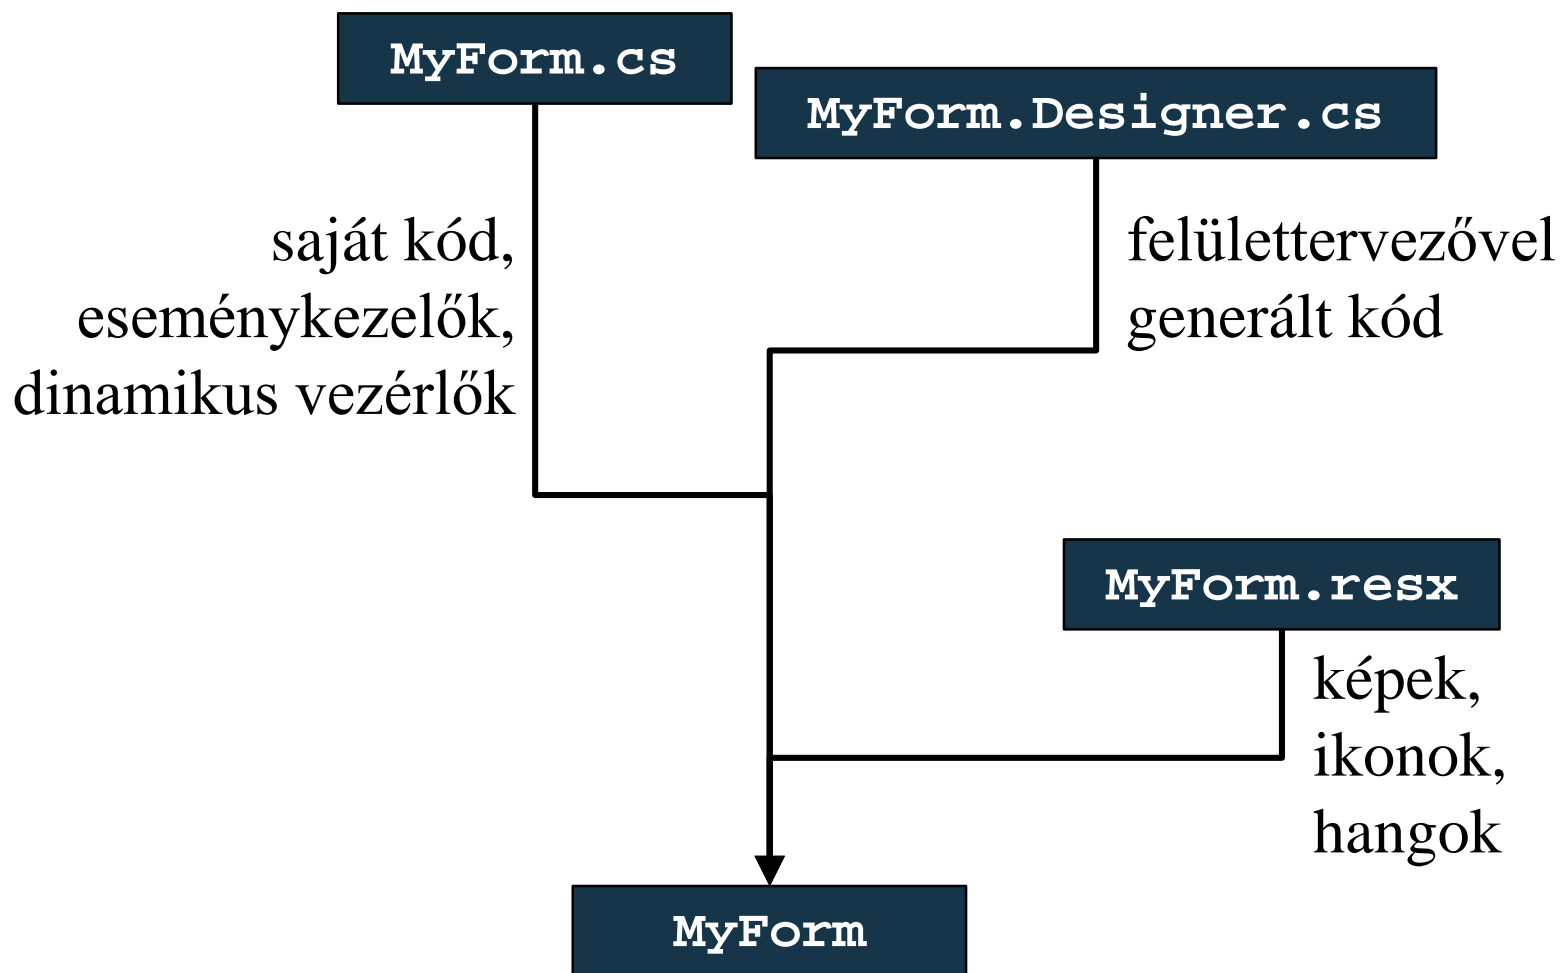 MyForm.cs
MyForm.Designer.cs
saját kód,
eseménykezelők,
dinamikus vezérlők
felülettervezővel
generált kód
MyForm.resx
képek,
ikonok,
hangok
MyForm